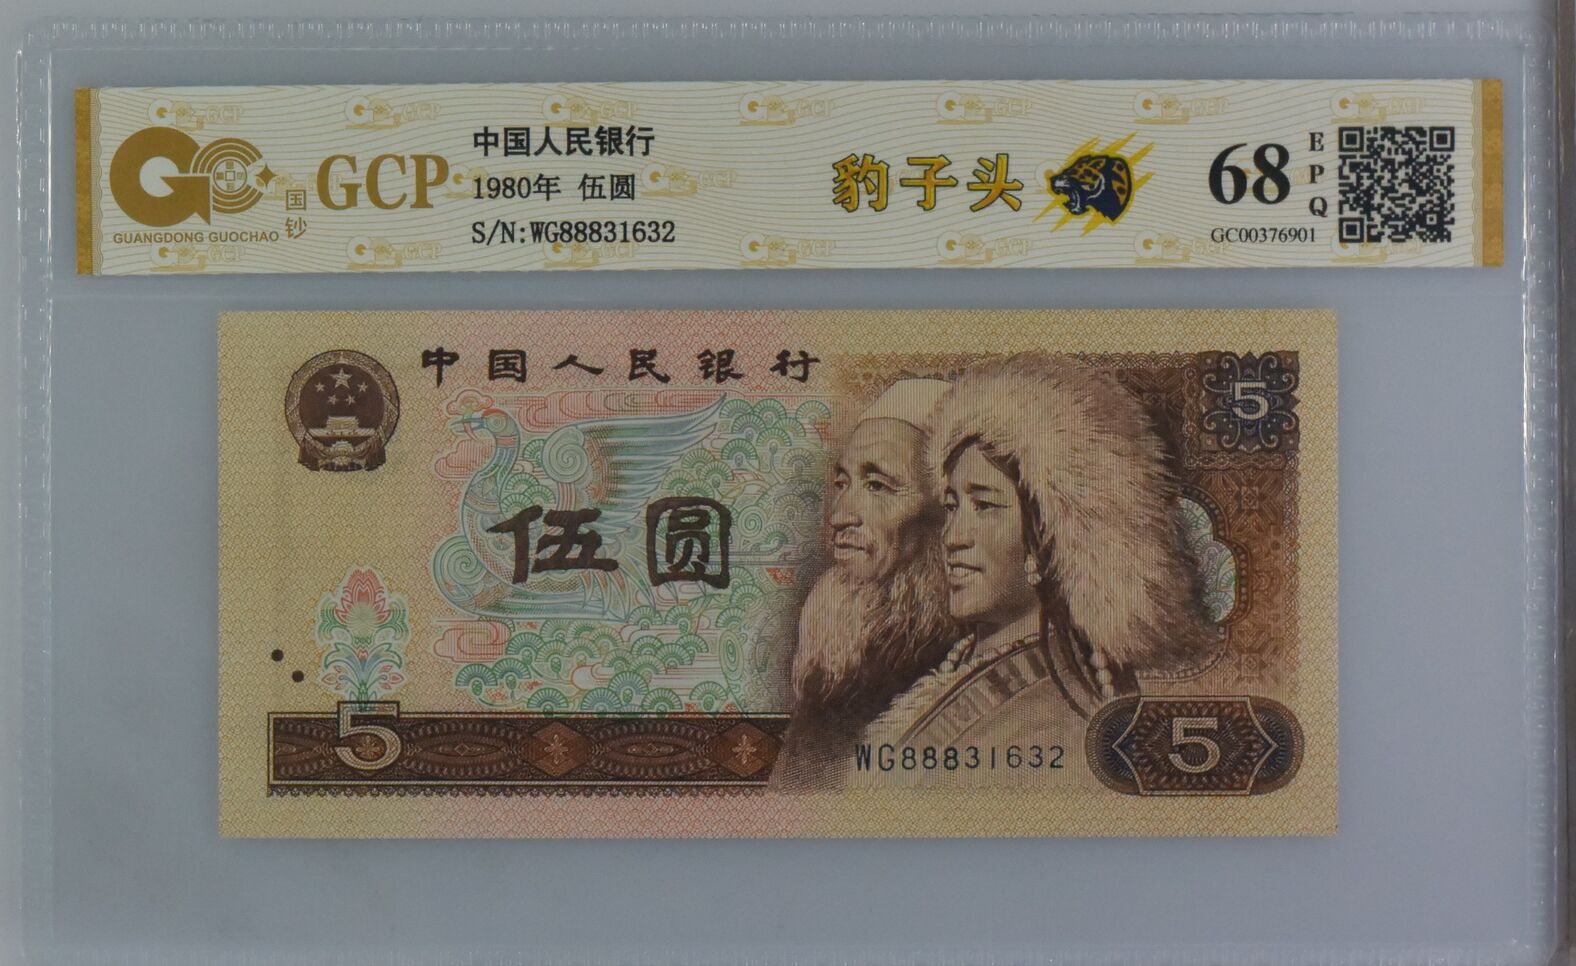 GCP
国钞
GUANGDONG GUOCHAO
中国人民银行
1980年 伍圆
S/N:WG88831632
豹子头
68
EPQ
GC00376901
中国人民银行
5
伍圆
5
WG88831632
5